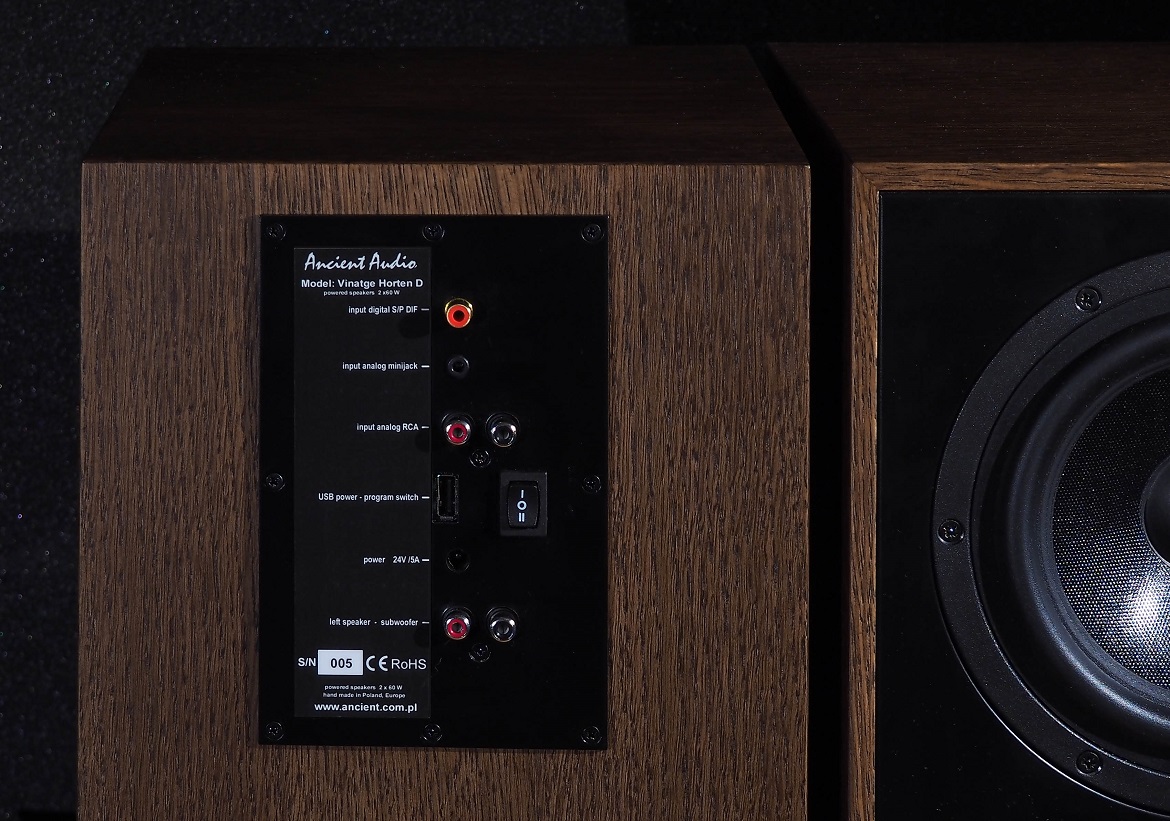 Ancient Audio
Model: Vinatge Horten D
powered speakers 2 x60 W
input digital S/P DIF
input analog minijack
input analog RCA
USB power - program switch
I
O
II
power 24V /5A
left speaker - subwoofer
S/N 005 CE RoHS
powered speakers 2 x 60 W
hand made in Poland, Europe
www.ancient.com.pl